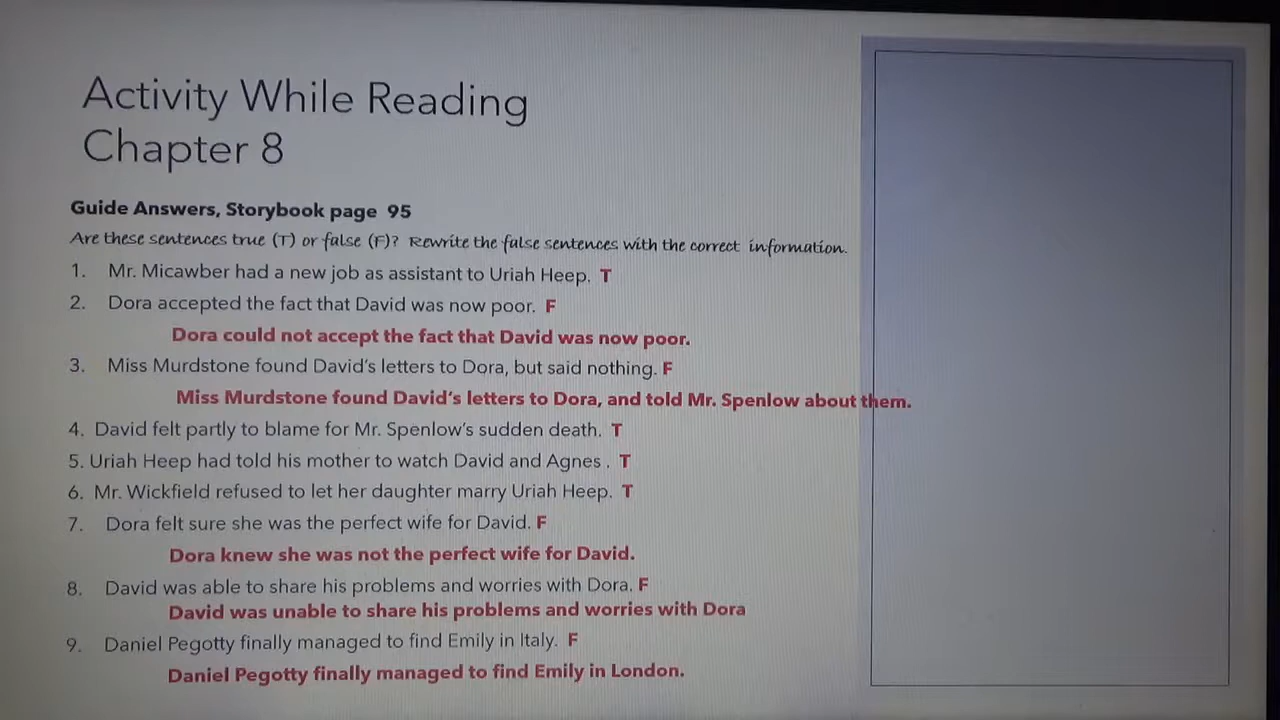 Activity While Reading
Chapter 8
Guide Answers, Storybook page 95
Are these sentences true (T) or false (F)? Rewrite the false sentences with the correct information.
1. Mr. Micawber had a new job as assistant to Uriah Heep. T
2. Dora accepted the fact that David was now poor. F
Dora could not accept the fact that David was now poor.
3. Miss Murdstone found David's letters to Dora, but said nothing. F
Miss Murdstone found David's letters to Dora, and told Mr. Spenlow about them.
4. David felt partly to blame for Mr. Spenlow's sudden death. T
5. Uriah Heep had told his mother to watch David and Agnes . T
6. Mr. Wickfield refused to let her daughter marry Uriah Heep. T
7. Dora felt sure she was the perfect wife for David. F
Dora knew she was not the perfect wife for David.
8. David was able to share his problems and worries with Dora. F
David was unable to share his problems and worries with Dora
9. Daniel Pegotty finally managed to find Emily in Italy. F
Daniel Pegotty finally managed to find Emily in London.